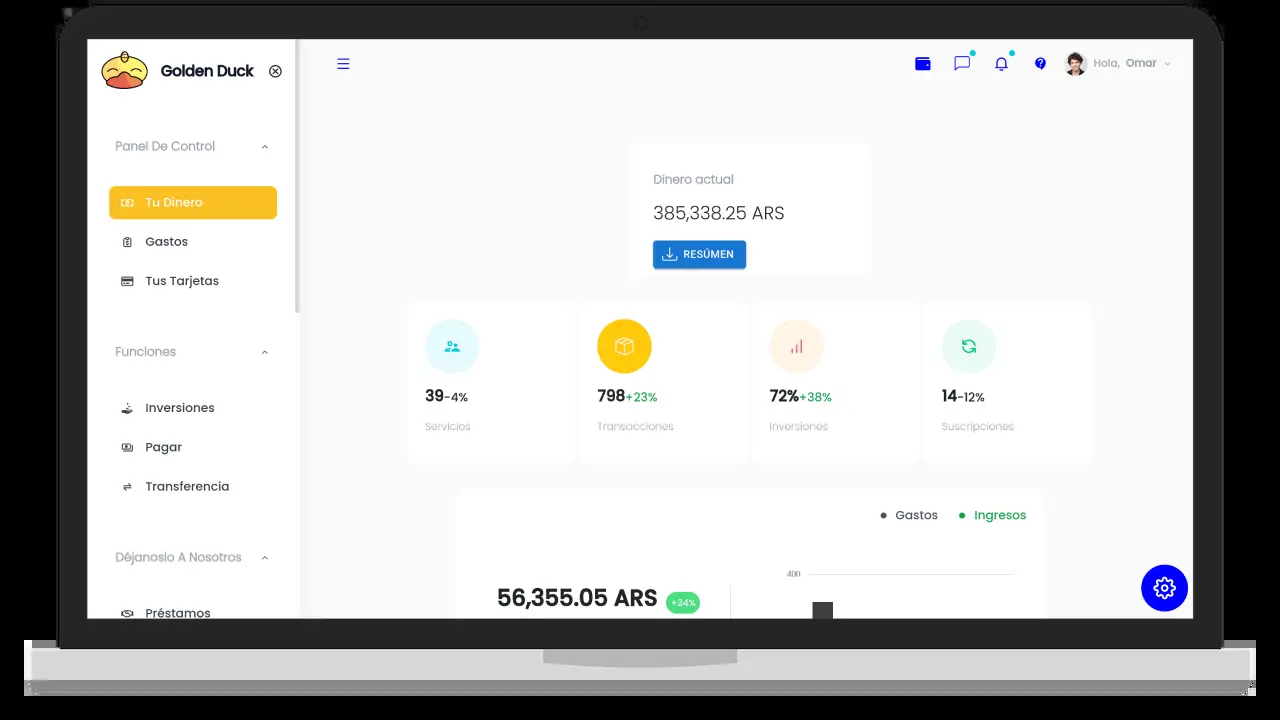 Golden Duck
Panel De Control
Tu Dinero
Gastos
Tus Tarjetas
Funciones
Inversiones
Pagar
Transferencia
Déjanoslo A Nosotros
Préstamos
Hola, Omar
Dinero actual
385,338.25 ARS
RESÚMEN
39-4%
Servicios
798+23%
Transacciones
72%+38%
Inversiones
14-12%
Suscripciones
Gastos
Ingresos
56,355.05 ARS +34%
400